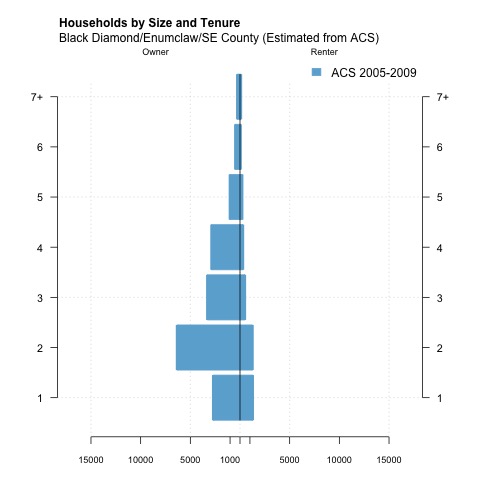 Households by Size and Tenure
Black Diamond/Enumclaw/SE County (Estimated from ACS)
Owner Renter
ACS 2005-2009
7+ 7+
6 6
5 5
4 4
3 3
2 2
1 1
15000 10000 5000 1000 5000 10000 15000